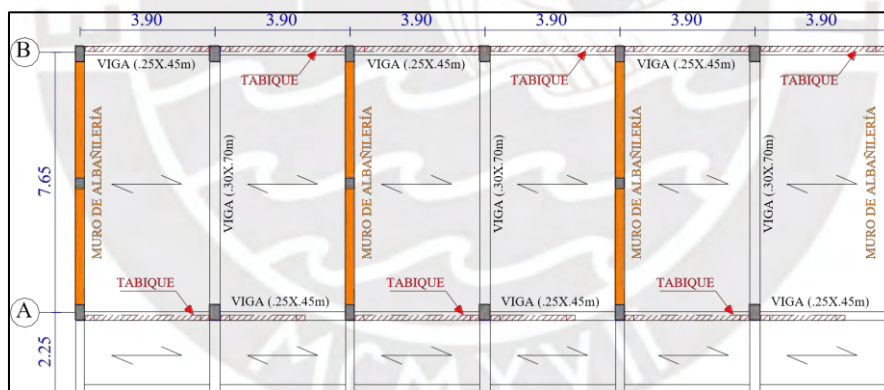 3.90 3.90 3.90 3.90 3.90 3.90
B
VIGA (.25X.45m) VIGA (.25X.45m) VIGA (.25X.45m)
TABIQUE TABIQUE TABIQUE
7.65
MURO DE ALBAÑILERÍA
VIGA (.30X.70m)
MURO DE ALBAÑILERÍA
VIGA (.30X.70m)
MURO DE ALBAÑILERÍA
VIGA (.30X.70m)
MURO DE ALBAÑILERÍA
TABIQUE TABIQUE TABIQUE
VIGA (.25X.45m) VIGA (.25X.45m) VIGA (.25X.45m)
A
2.25
MCMXVII